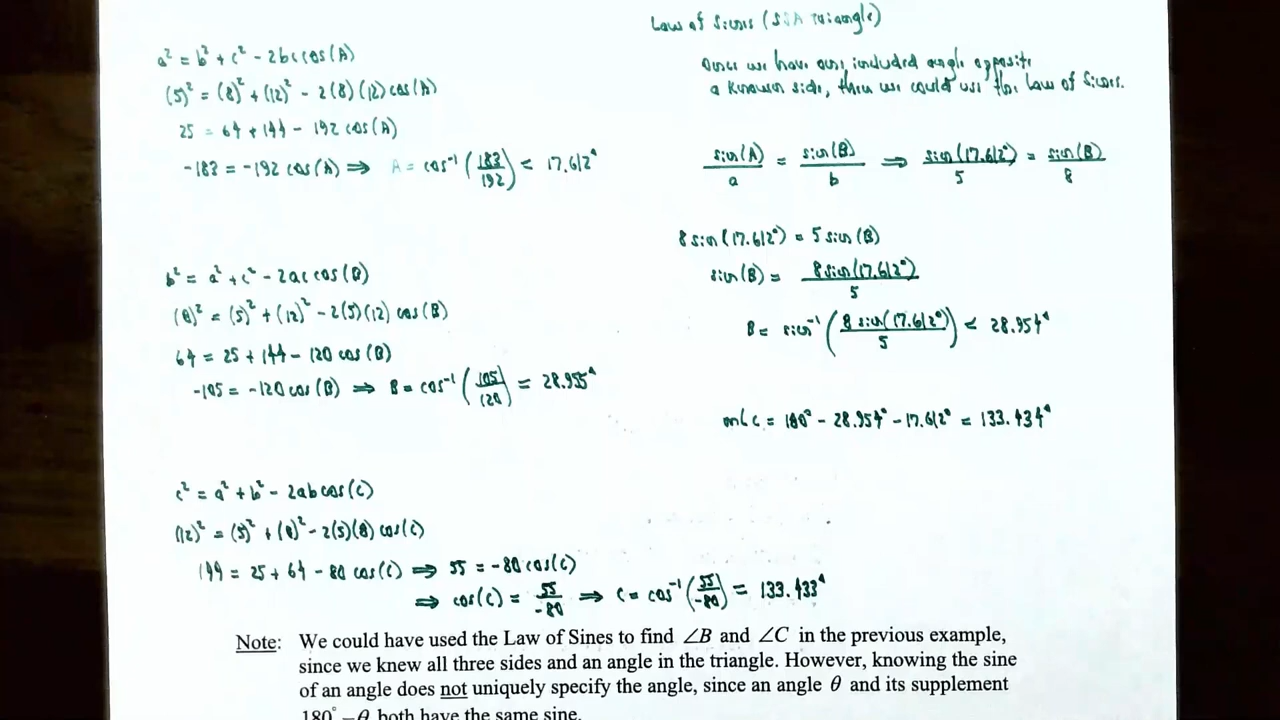 a² = b² + c² - 2bc cos(A)
(5)² = (8)² + (12)² - 2(8)(12) cos(A)
25 = 64 + 144 - 192 cos(A)
-183 = -192 cos(A) ⇒ A = cos⁻¹(183/192) = 17.612°
b² = a² + c² - 2ac cos(B)
(8)² = (5)² + (12)² - 2(5)(12) cos(B)
64 = 25 + 144 - 120 cos(B)
-105 = -120 cos(B) ⇒ B = cos⁻¹(105/120) = 28.955°
c² = a² + b² - 2ab cos(C)
(12)² = (5)² + (8)² - 2(5)(8) cos(C)
144 = 25 + 64 - 80 cos(C) ⇒ 55 = -80 cos(C)
⇒ cos(C) = 55/-80 ⇒ C = cos⁻¹(55/-80) = 133.433°
Law of Sines (SSA triangle)
Once we have one included angle opposite
a known side, then we could use the Law of Sines.
sin(A)/a = sin(B)/b ⇒ sin(17.612°)/5 = sin(B)/8
8 sin(17.612°) = 5 sin(B)
sin(B) = 8 sin(17.612°)/5
B = sin⁻¹(8 sin(17.612°)/5) = 28.954°
m∠C = 180° - 28.954° - 17.612° = 133.434°
Note: We could have used the Law of Sines to find ∠B and ∠C in the previous example,
since we knew all three sides and an angle in the triangle. However, knowing the sine
of an angle does not uniquely specify the angle, since an angle θ and its supplement
180° - θ both have the same sine.